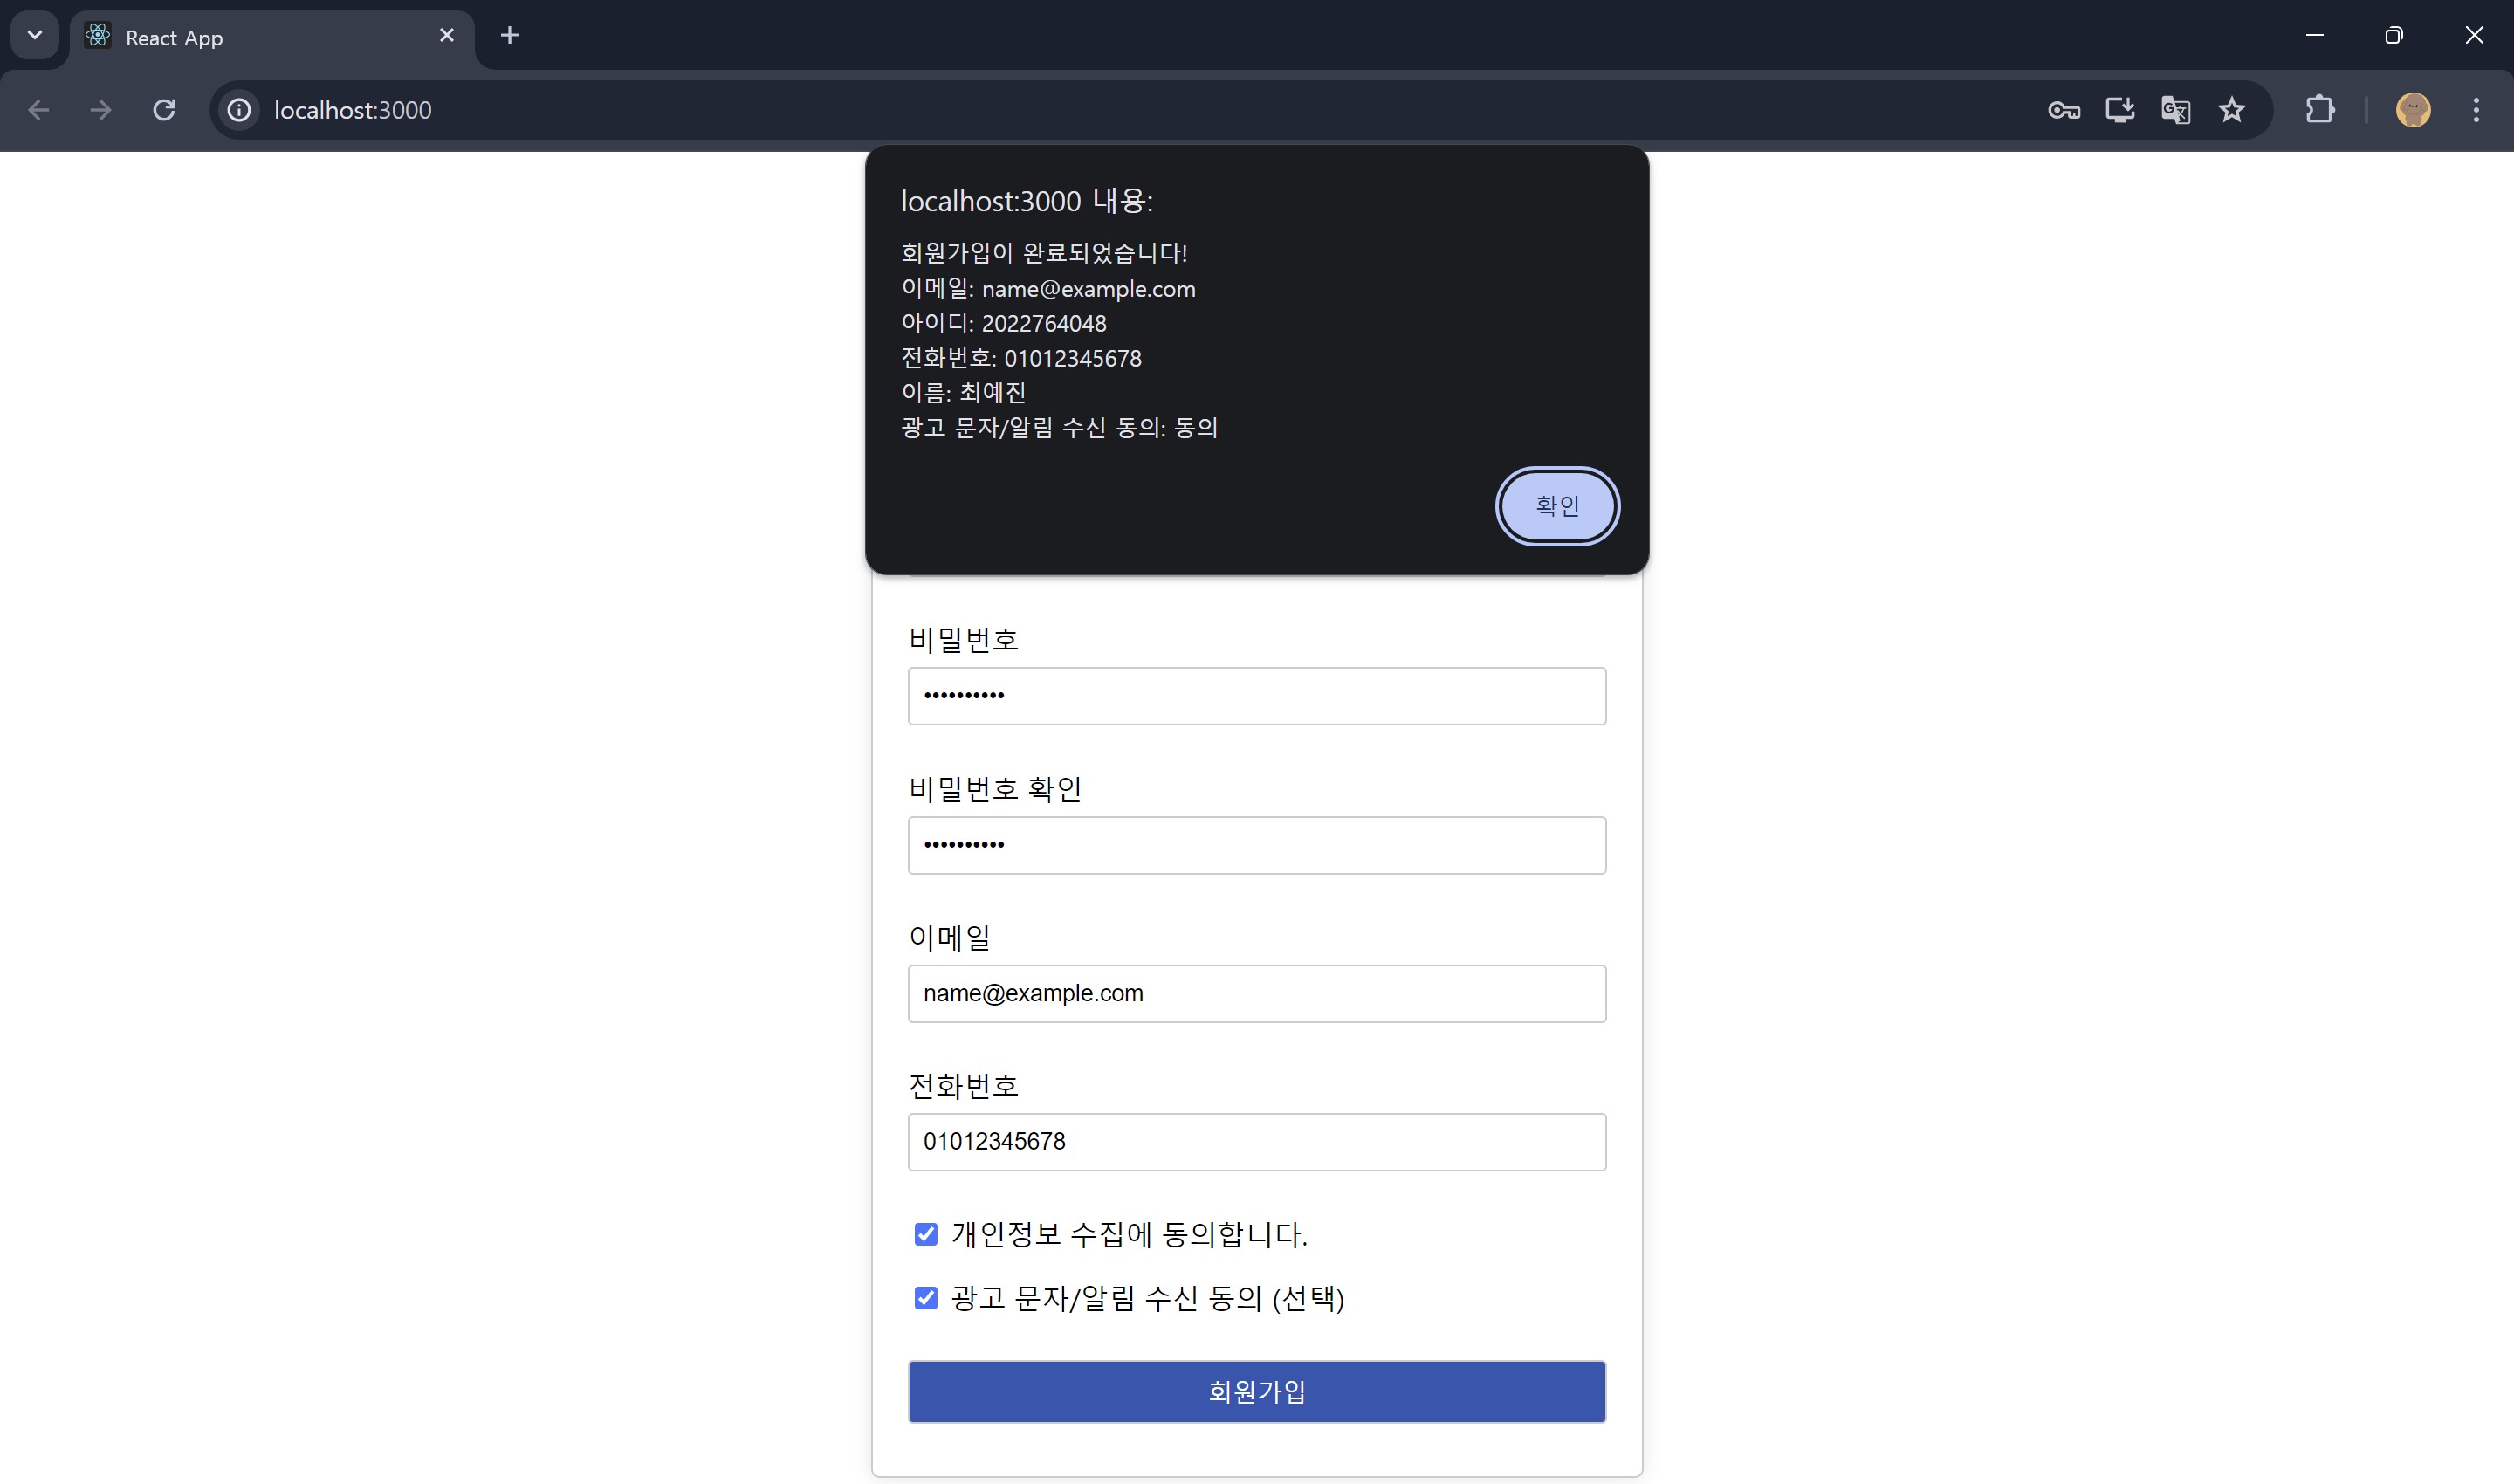 React App
localhost:3000
localhost:3000 내용:
회원가입이 완료되었습니다!
이메일: name@example.com
아이디: 2022764048
전화번호: 01012345678
이름: 최예진
광고 문자/알림 수신 동의: 동의
확인
비밀번호
••••••••••
비밀번호 확인
••••••••••
이메일
name@example.com
전화번호
01012345678
개인정보 수집에 동의합니다.
광고 문자/알림 수신 동의 (선택)
회원가입